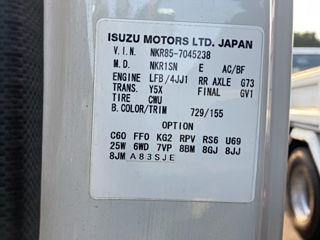 ISUZU MOTORS LTD. JAPAN
V. I. N. NKR85-7045238
M. D. NKR1SN E AC/BF
ENGINE LFB/4JJ1 RR AXLE G73
TRANS. Y5X FINAL GV1
TIRE CWU
B. COLOR/TRIM 729/155
OPTION
C60 FF0 KG2 RPV RS6 U69
25W 6WD 7VP 8BM 8GJ 8JJ
8JM A83SJE